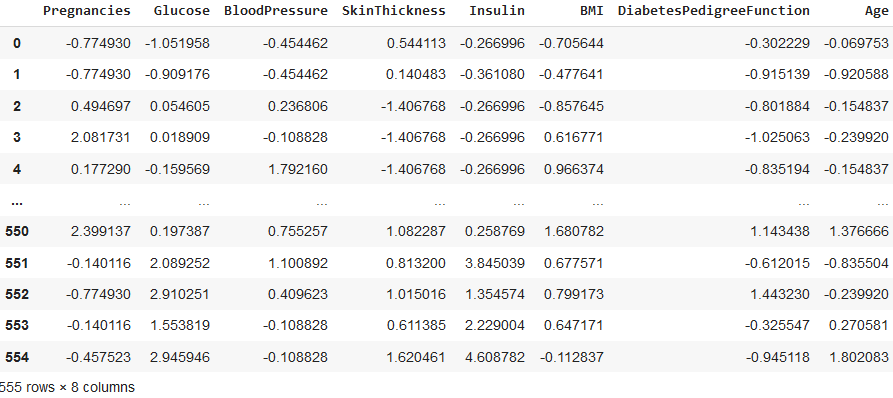 Pregnancies Glucose BloodPressure SkinThickness Insulin BMI DiabetesPedigreeFunction Age
0 -0.774930 -1.051958 -0.454462 0.544113 -0.266996 -0.705644 -0.302229 -0.069753
1 -0.774930 -0.909176 -0.454462 0.140483 -0.361080 -0.477641 -0.915139 -0.920588
2 0.494697 0.054605 0.236806 -1.406768 -0.266996 -0.857645 -0.801884 -0.154837
3 2.081731 0.018909 -0.108828 -1.406768 -0.266996 0.616771 -1.025063 -0.239920
4 0.177290 -0.159569 1.792160 -1.406768 -0.266996 0.966374 -0.835194 -0.154837
... ... ... ... ... ... ... ... ...
550 2.399137 0.197387 0.755257 1.082287 0.258769 1.680782 1.143438 1.376666
551 -0.140116 2.089252 1.100892 0.813200 3.845039 0.677571 -0.612015 -0.835504
552 -0.774930 2.910251 0.409623 1.015016 1.354574 0.799173 1.443230 -0.239920
553 -0.140116 1.553819 -0.108828 0.611385 2.229004 0.647171 -0.325547 0.270581
554 -0.457523 2.945946 -0.108828 1.620461 4.608782 -0.112837 -0.945118 1.802083
555 rows × 8 columns